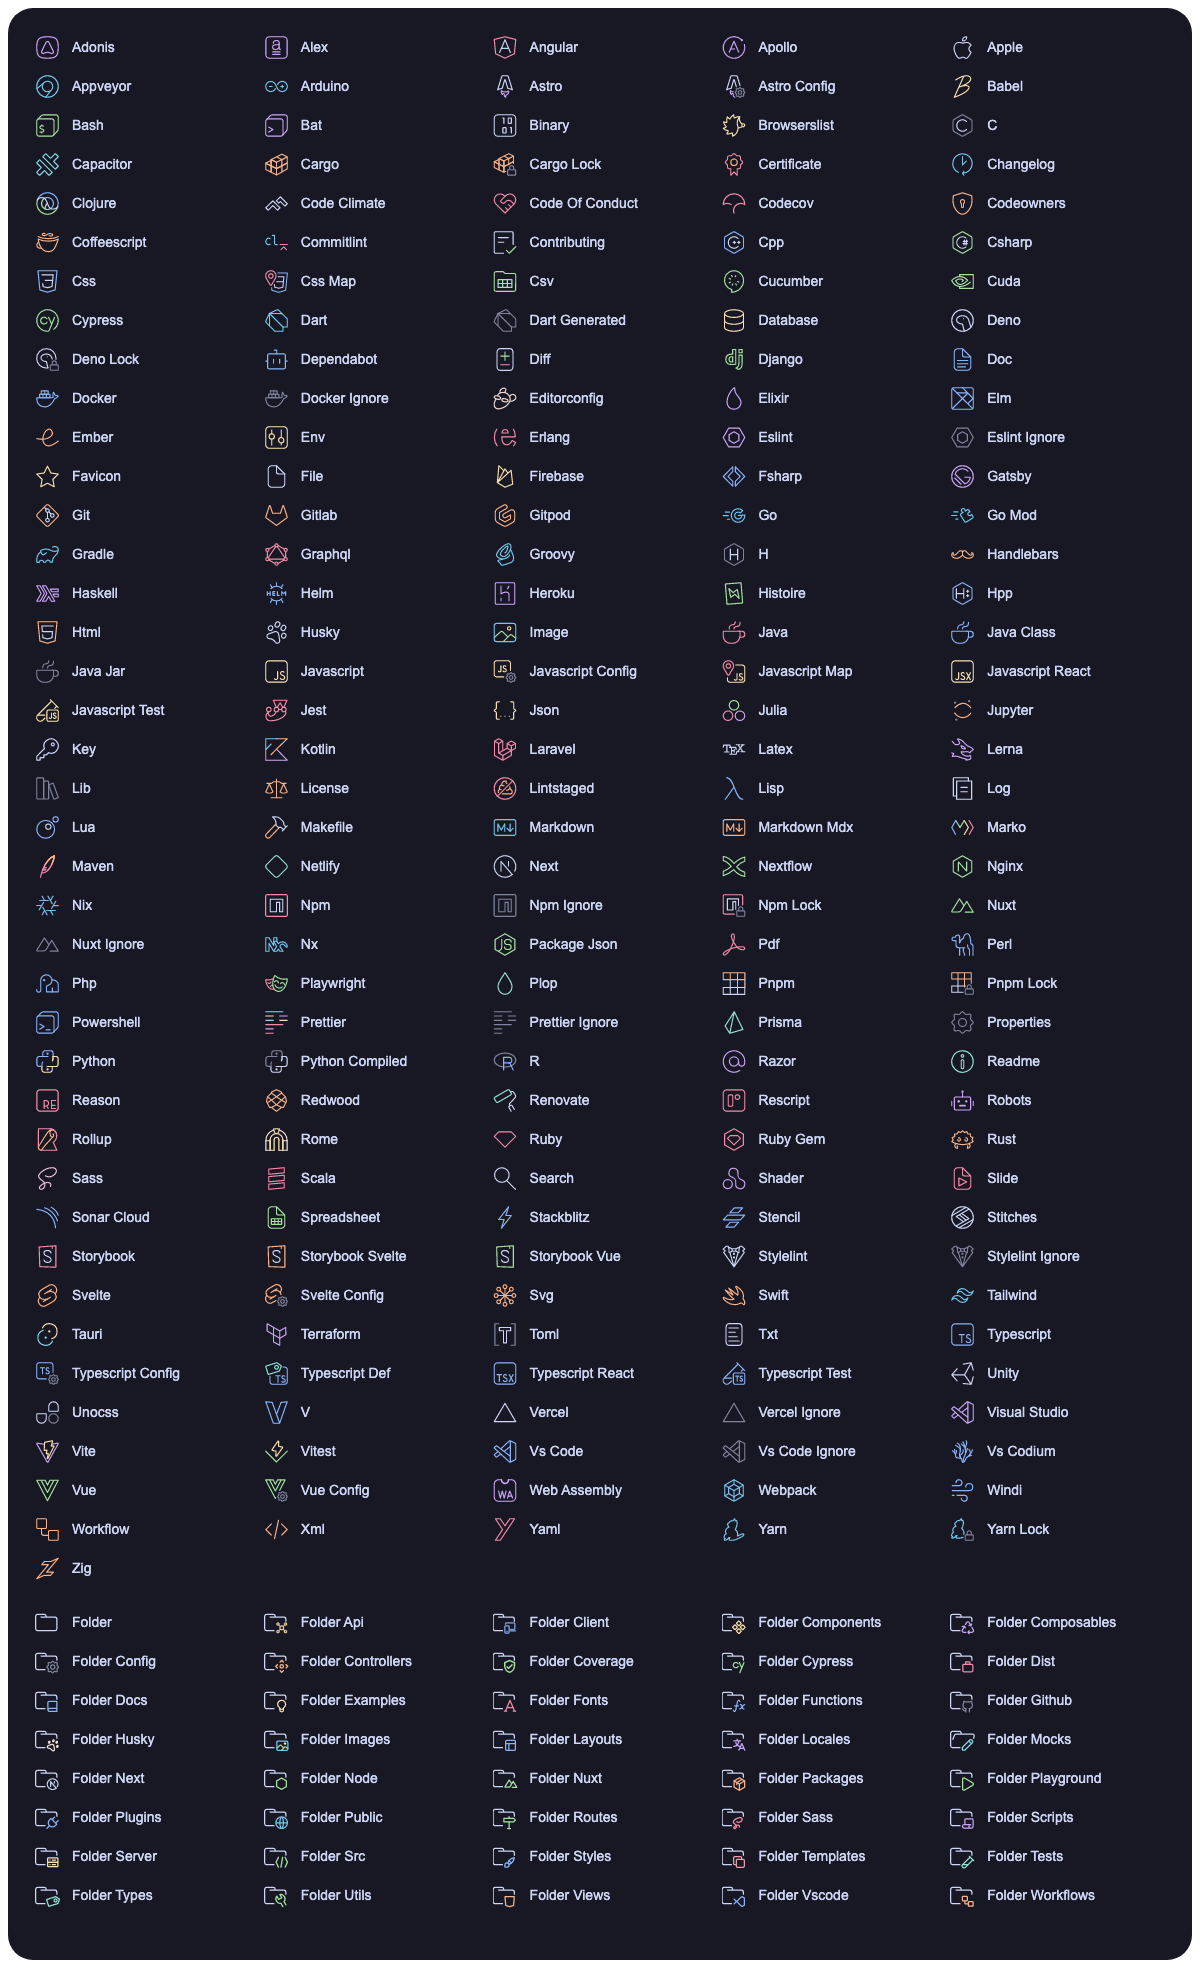 Adonis Alex Angular Apollo Apple
Appveyor Arduino Astro Astro Config Babel
Bash Bat Binary Browserslist C
Capacitor Cargo Cargo Lock Certificate Changelog
Clojure Code Climate Code Of Conduct Codecov Codeowners
Coffeescript Commitlint Contributing Cpp Csharp
Css Css Map Csv Cucumber Cuda
Cypress Dart Dart Generated Database Deno
Deno Lock Dependabot Diff Django Doc
Docker Docker Ignore Editorconfig Elixir Elm
Ember Env Erlang Eslint Eslint Ignore
Favicon File Firebase Fsharp Gatsby
Git Gitlab Gitpod Go Go Mod
Gradle Graphql Groovy H Handlebars
Haskell Helm Heroku Histoire Hpp
Html Husky Image Java Java Class
Java Jar Javascript Javascript Config Javascript Map Javascript React
Javascript Test Jest Json Julia Jupyter
Key Kotlin Laravel Latex Lerna
Lib License Lintstaged Lisp Log
Lua Makefile Markdown Markdown Mdx Marko
Maven Netlify Next Nextflow Nginx
Nix Npm Npm Ignore Npm Lock Nuxt
Nuxt Ignore Nx Package Json Pdf Perl
Php Playwright Plop Pnpm Pnpm Lock
Powershell Prettier Prettier Ignore Prisma Properties
Python Python Compiled R Razor Readme
Reason Redwood Renovate Rescript Robots
Rollup Rome Ruby Ruby Gem Rust
Sass Scala Search Shader Slide
Sonar Cloud Spreadsheet Stackblitz Stencil Stitches
Storybook Storybook Svelte Storybook Vue Stylelint Stylelint Ignore
Svelte Svelte Config Svg Swift Tailwind
Tauri Terraform Toml Txt Typescript
Typescript Config Typescript Def Typescript React Typescript Test Unity
Unocss V Vercel Vercel Ignore Visual Studio
Vite Vitest Vs Code Vs Code Ignore Vs Codium
Vue Vue Config Web Assembly Webpack Windi
Workflow Xml Yaml Yarn Yarn Lock
Zig
Folder Folder Api Folder Client Folder Components Folder Composables
Folder Config Folder Controllers Folder Coverage Folder Cypress Folder Dist
Folder Docs Folder Examples Folder Fonts Folder Functions Folder Github
Folder Husky Folder Images Folder Layouts Folder Locales Folder Mocks
Folder Next Folder Node Folder Nuxt Folder Packages Folder Playground
Folder Plugins Folder Public Folder Routes Folder Sass Folder Scripts
Folder Server Folder Src Folder Styles Folder Templates Folder Tests
Folder Types Folder Utils Folder Views Folder Vscode Folder Workflows